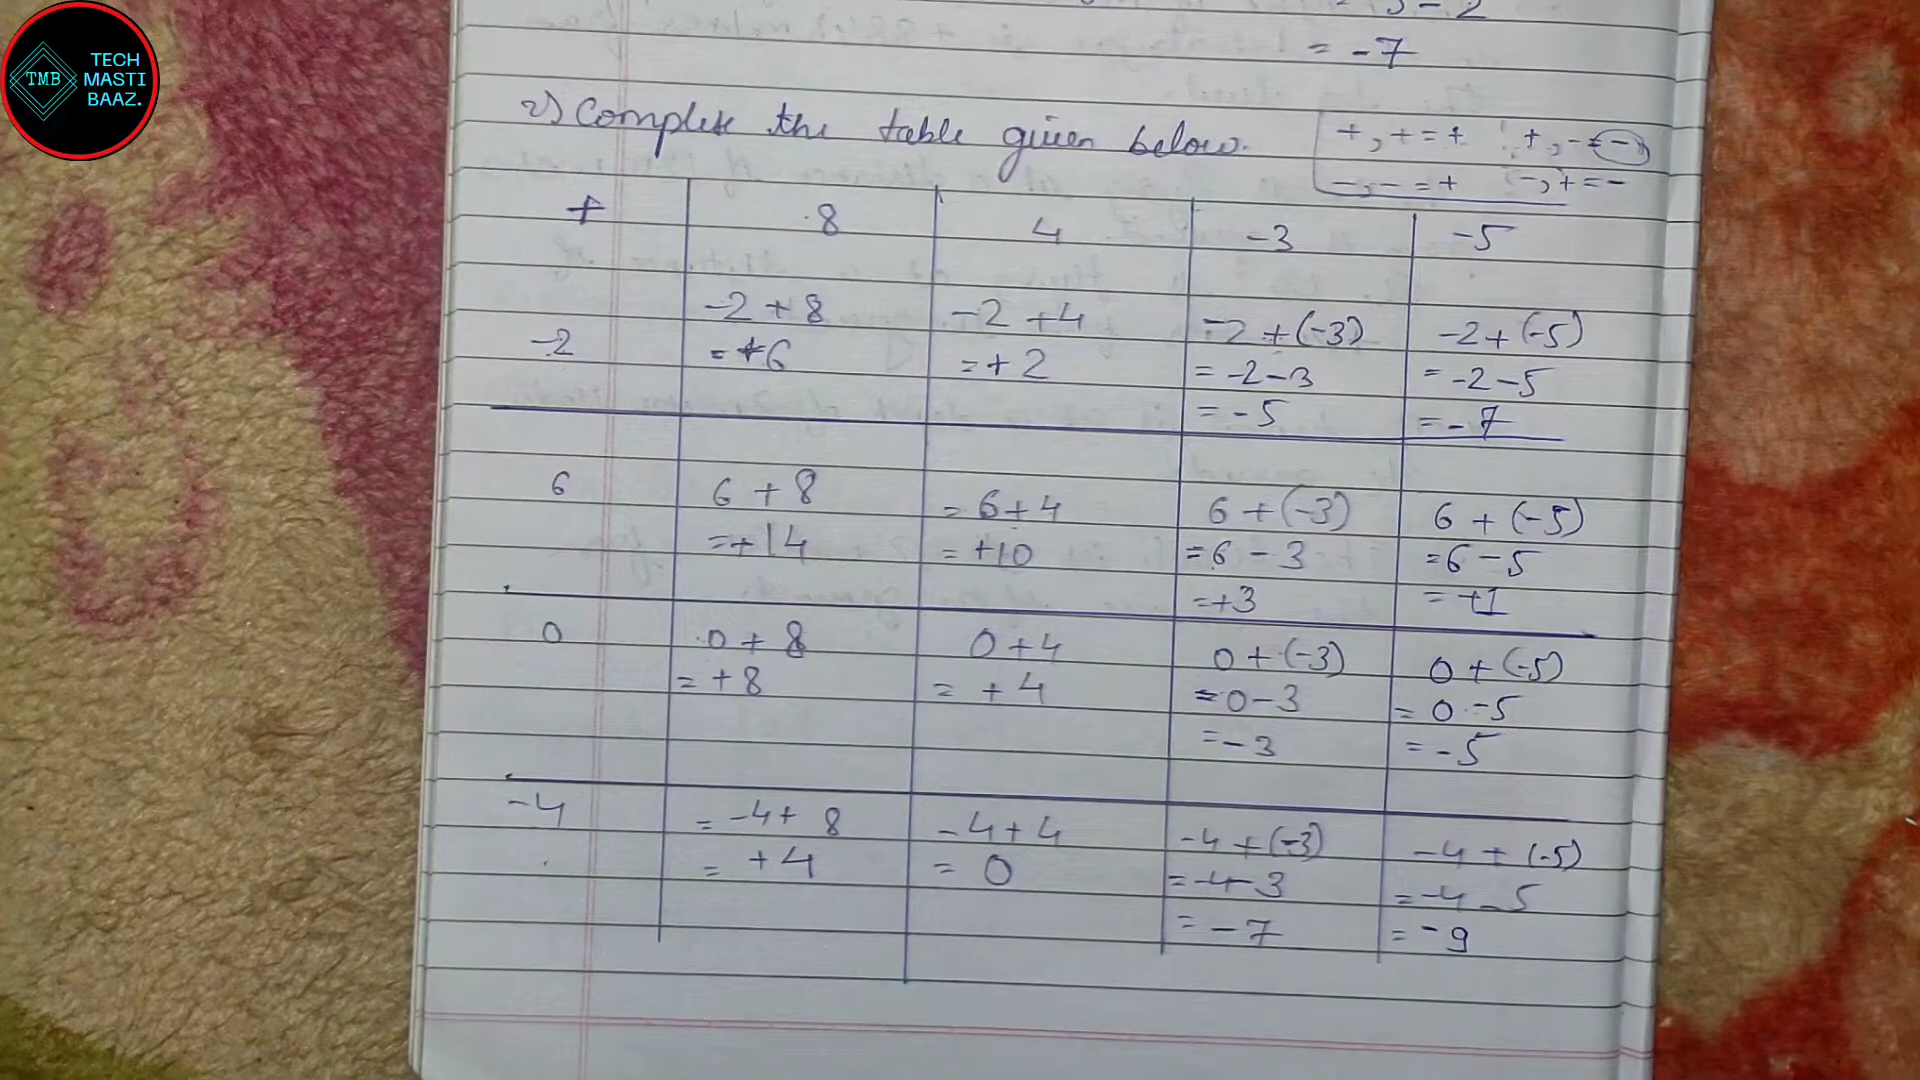 TMB
TECH
MASTI
BAAZ.
= -7
2) Complete the table given below.
+, + = + +, - = -
-, - = + -, + = -
+ 8 4 -3 -5
-2+8 -2+4 -2+(-3) -2+(-5)
-2 = +6 = +2 = -2-3 = -2-5
= -5 = -7
6 6+8 = 6+4 6+(-3) 6+(-5)
= +14 = +10 = 6-3 = 6-5
= +3 = +1
0 0+8 0+4 0+(-3) 0+(-5)
= +8 = +4 = 0-3 = 0-5
= -3 = -5
-4 = -4+8 -4+4 -4+(-3) -4+(-5)
= +4 = 0 = -4-3 = -4-5
= -7 = -9